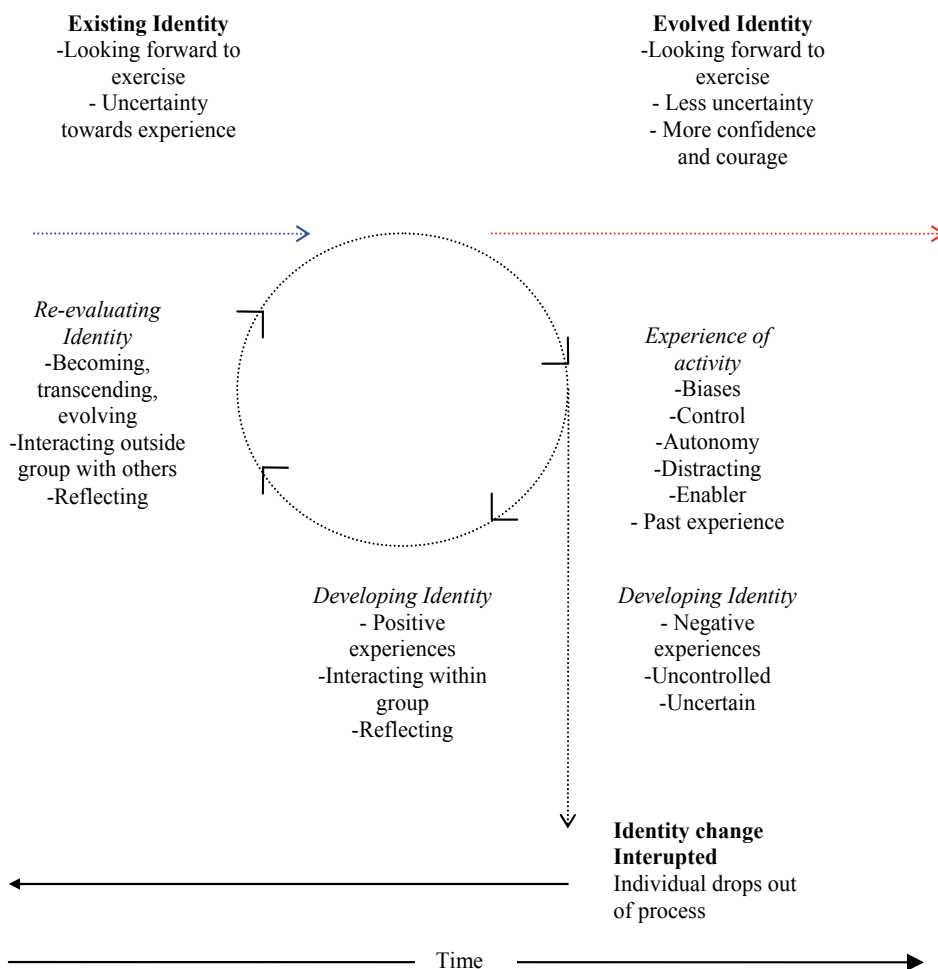 Existing Identity
-Looking forward to
exercise
- Uncertainty
towards experience
Evolved Identity
-Looking forward to
exercise
- Less uncertainty
- More confidence
and courage
Re-evaluating
Identity
-Becoming,
transcending,
evolving
-Interacting outside
group with others
-Reflecting
Experience of
activity
-Biases
-Control
-Autonomy
-Distracting
-Enabler
- Past experience
Developing Identity
- Positive
experiences
-Interacting within
group
-Reflecting
Developing Identity
- Negative
experiences
-Uncontrolled
-Uncertain
Identity change
Interupted
Individual drops out
of process
Time